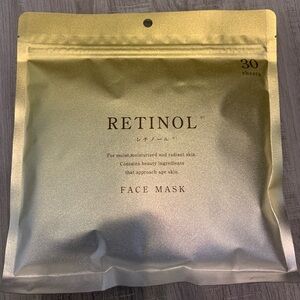 30
sheets
RETINOL
レチノール
For moist,moisturized and radiant skin.
Contains beauty ingredients
that approach age skin.
FACE MASK